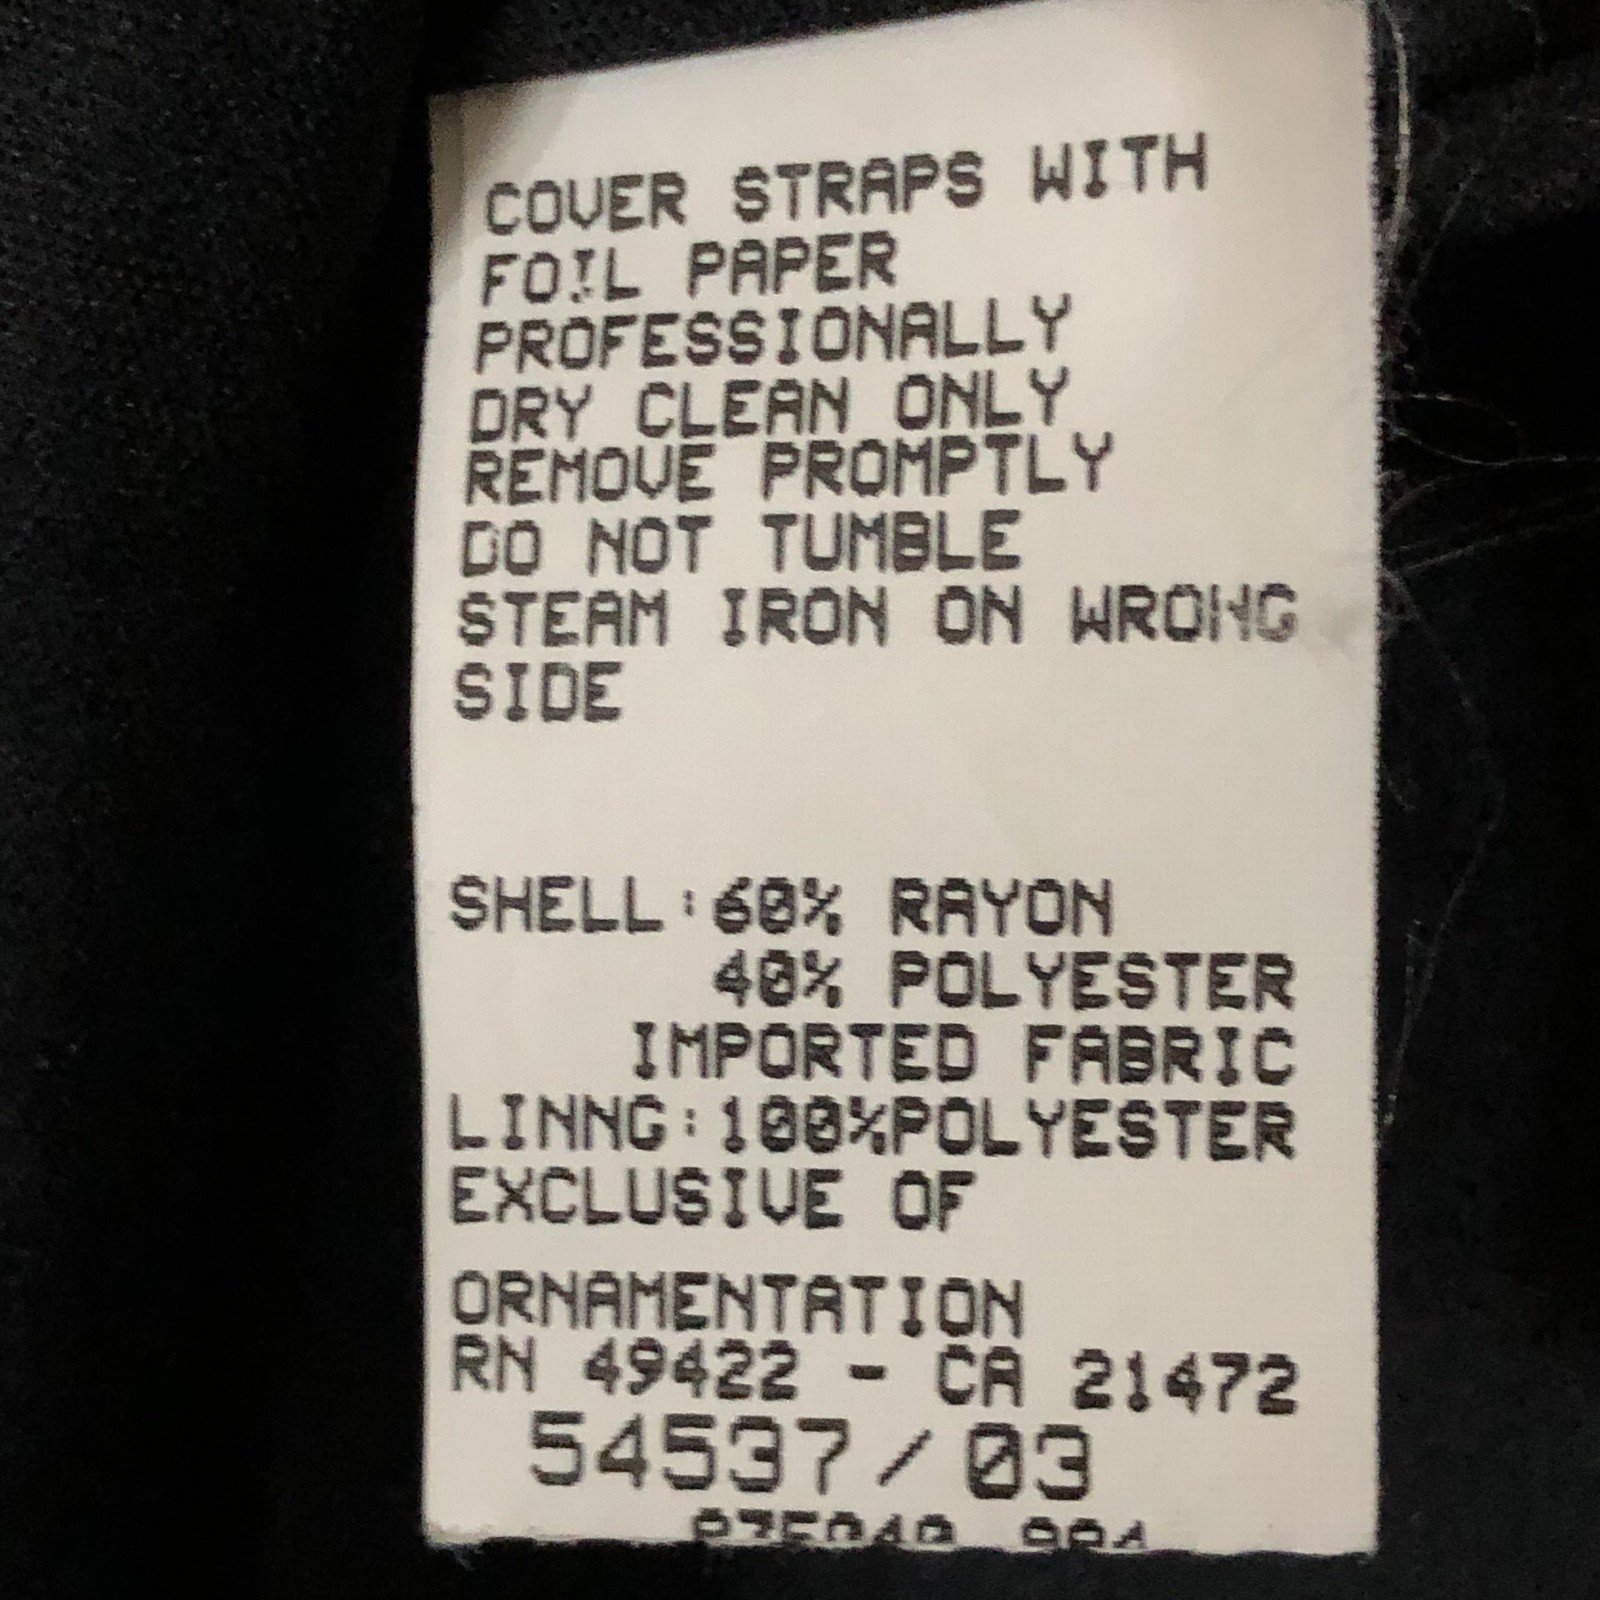 COVER STRAPS WITH
FOIL PAPER
PROFESSIONALLY
DRY CLEAN ONLY
REMOVE PROMPTLY
DO NOT TUMBLE
STEAM IRON ON WRONG
SIDE
SHELL:60% RAYON
40% POLYESTER
IMPORTED FABRIC
LINNG:100%POLYESTER
EXCLUSIVE OF
ORNAMENTATION
RN 49422 - CA 21472
54537/03